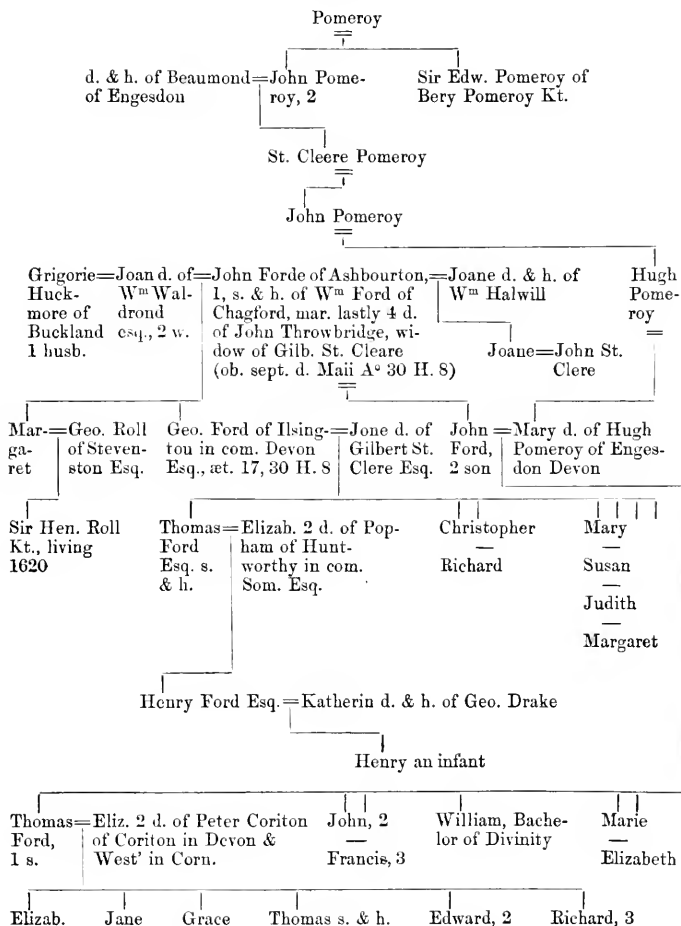 Pomeroy
d. & h. of Beaumond=John Pome- Sir Edw. Pomeroy of
of Engesdon roy, 2 Bery Pomeroy Kt.
St. Cleere Pomeroy
John Pomeroy
Grigorie=Joan d. of=John Forde of Ashbourton,=Joane d. & h. of Hugh
Huck- Wm Wal- 1, s. & h. of Wm Ford of Wm Halwill Pome-
more of drond Chagford, mar. lastly 4 d. roy
Buckland esq., 2 w. of John Throwbridge, wi-
1 husb. dow of Gilb. St. Cleare Joane=John St.
(ob. sept. d. Maii Ao 30 H. 8) Clere
Mar-=Geo. Roll Geo. Ford of Ilsing-=Jone d. of John =Mary d. of Hugh
ga- of Steven- tou in com. Devon Gilbert St. Ford, Pomeroy of Enges-
ret ston Esq. Esq., æt. 17, 30 H. 8 Clere Esq. 2 son don Devon
Sir Hen. Roll Thomas=Elizab. 2 d. of Pop- Christopher Mary
Kt., living Ford ham of Hunt- —
1620 Esq. s. worthy in com. Richard Susan
& h. Som. Esq. —
Judith
—
Margaret
Henry Ford Esq.=Katherin d. & h. of Geo. Drake
Henry an infant
Thomas=Eliz. 2 d. of Peter Coriton John, 2 William, Bache- Marie
Ford, of Coriton in Devon & — lor of Divinity —
1 s. West' in Corn. Francis, 3 Elizabeth
Elizab. Jane Grace Thomas s. & h. Edward, 2 Richard, 3